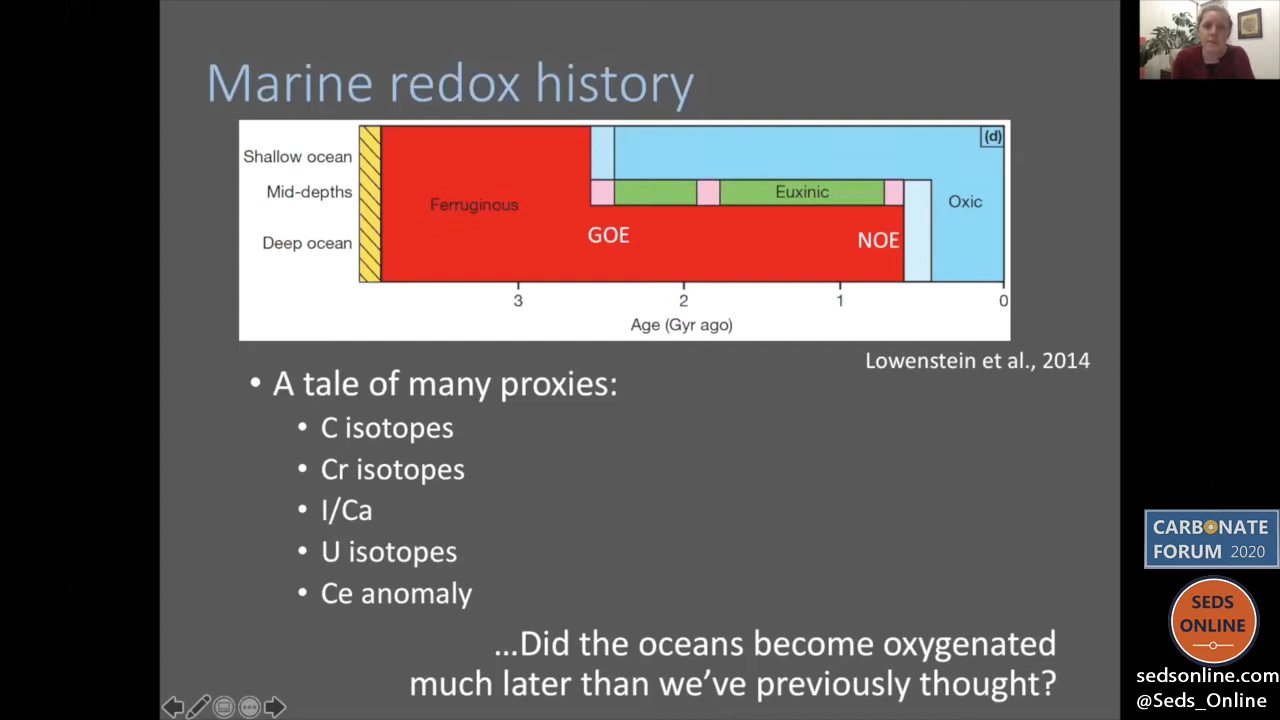 Marine redox history
(d)
Shallow ocean
Mid-depths
Deep ocean
Ferruginous
Euxinic
Oxic
GOE
NOE
3
2
1
0
Age (Gyr ago)
Lowenstein et al., 2014
• A tale of many proxies:
• C isotopes
• Cr isotopes
• I/Ca
• U isotopes
• Ce anomaly
...Did the oceans become oxygenated
much later than we've previously thought?
CARBONATE
FORUM 2020
SEDS
ONLINE
sedsonline.com
@Seds_Online